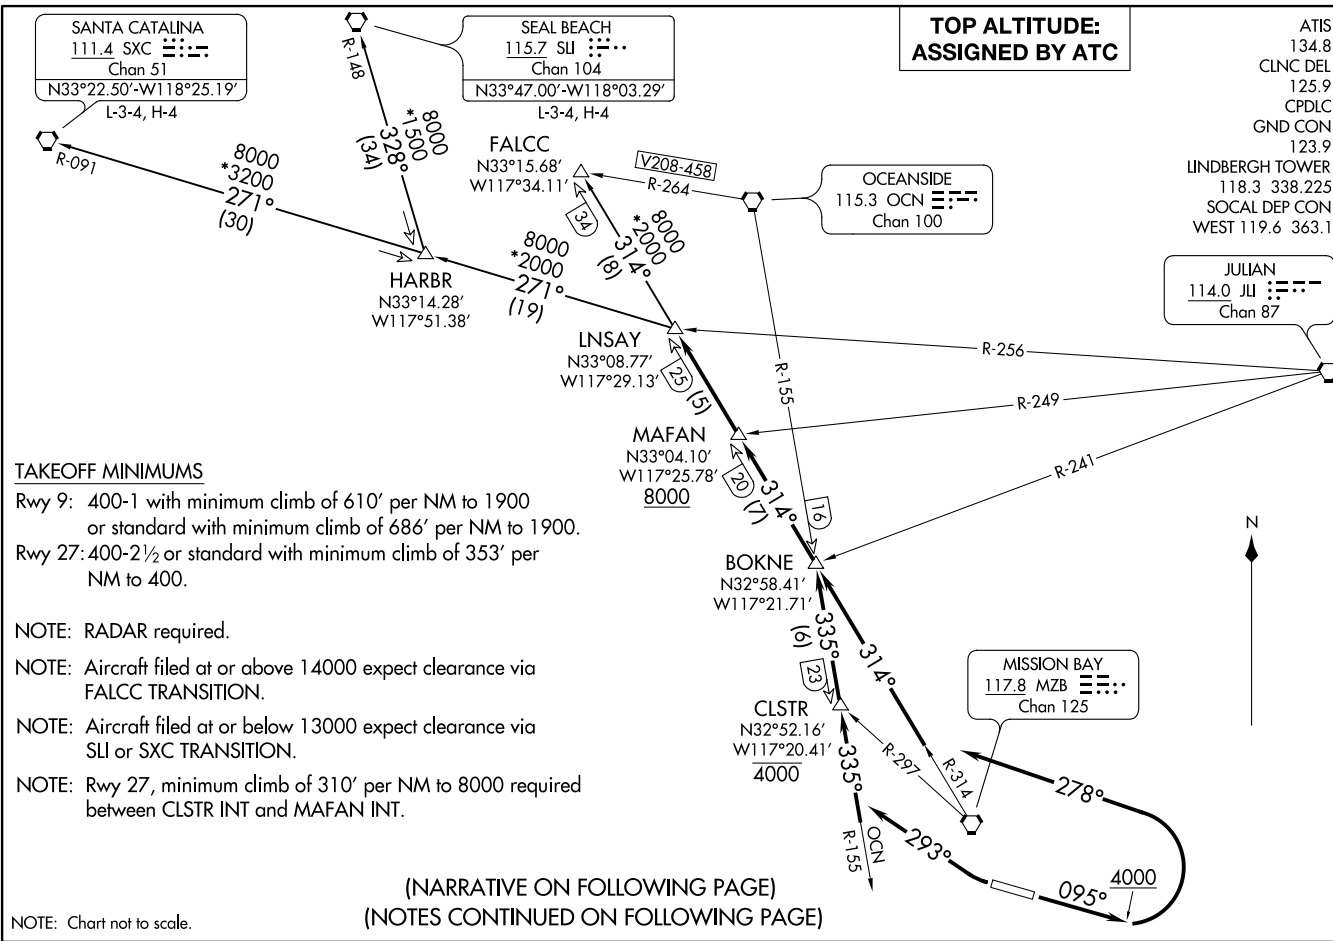 SANTA CATALINA
111.4 SXC
Chan 51
N33°22.50′-W118°25.19′
L-3-4, H-4
SEAL BEACH
115.7 SLI
Chan 104
N33°47.00′-W118°03.29′
L-3-4, H-4
TOP ALTITUDE:
ASSIGNED BY ATC
ATIS
134.8
CLNC DEL
125.9
CPDLC
GND CON
123.9
LINDBERGH TOWER
118.3 338.225
SOCAL DEP CON
WEST 119.6 363.1
R-148
8000
*1500
328°
(34)
R-091
8000
*3200
271°
(30)
FALCC
N33°15.68′
W117°34.11′
V208-458
R-264
34
OCEANSIDE
115.3 OCN
Chan 100
8000
*2000
314°
(8)
8000
*2000
271°
(19)
HARBR
N33°14.28′
W117°51.38′
JULIAN
114.0 JLI
Chan 87
LNSAY
N33°08.77′
W117°29.13′
25
(5)
R-256
R-155
R-249
R-241
MAFAN
N33°04.10′
W117°25.78′
8000
20
(7)
314°
16
TAKEOFF MINIMUMS
Rwy 9: 400-1 with minimum climb of 610′ per NM to 1900
or standard with minimum climb of 686′ per NM to 1900.
Rwy 27: 400-2½ or standard with minimum climb of 353′ per
NM to 400.
NOTE: RADAR required.
NOTE: Aircraft filed at or above 14000 expect clearance via
FALCC TRANSITION.
NOTE: Aircraft filed at or below 13000 expect clearance via
SLI or SXC TRANSITION.
NOTE: Rwy 27, minimum climb of 310′ per NM to 8000 required
between CLSTR INT and MAFAN INT.
BOKNE
N32°58.41′
W117°21.71′
335°
(6)
23
314°
N
MISSION BAY
117.8 MZB
Chan 125
CLSTR
N32°52.16′
W117°20.41′
4000
335°
R-297
R-314
OCN
R-155
278°
293°
095°
4000
(NARRATIVE ON FOLLOWING PAGE)
(NOTES CONTINUED ON FOLLOWING PAGE)
NOTE: Chart not to scale.